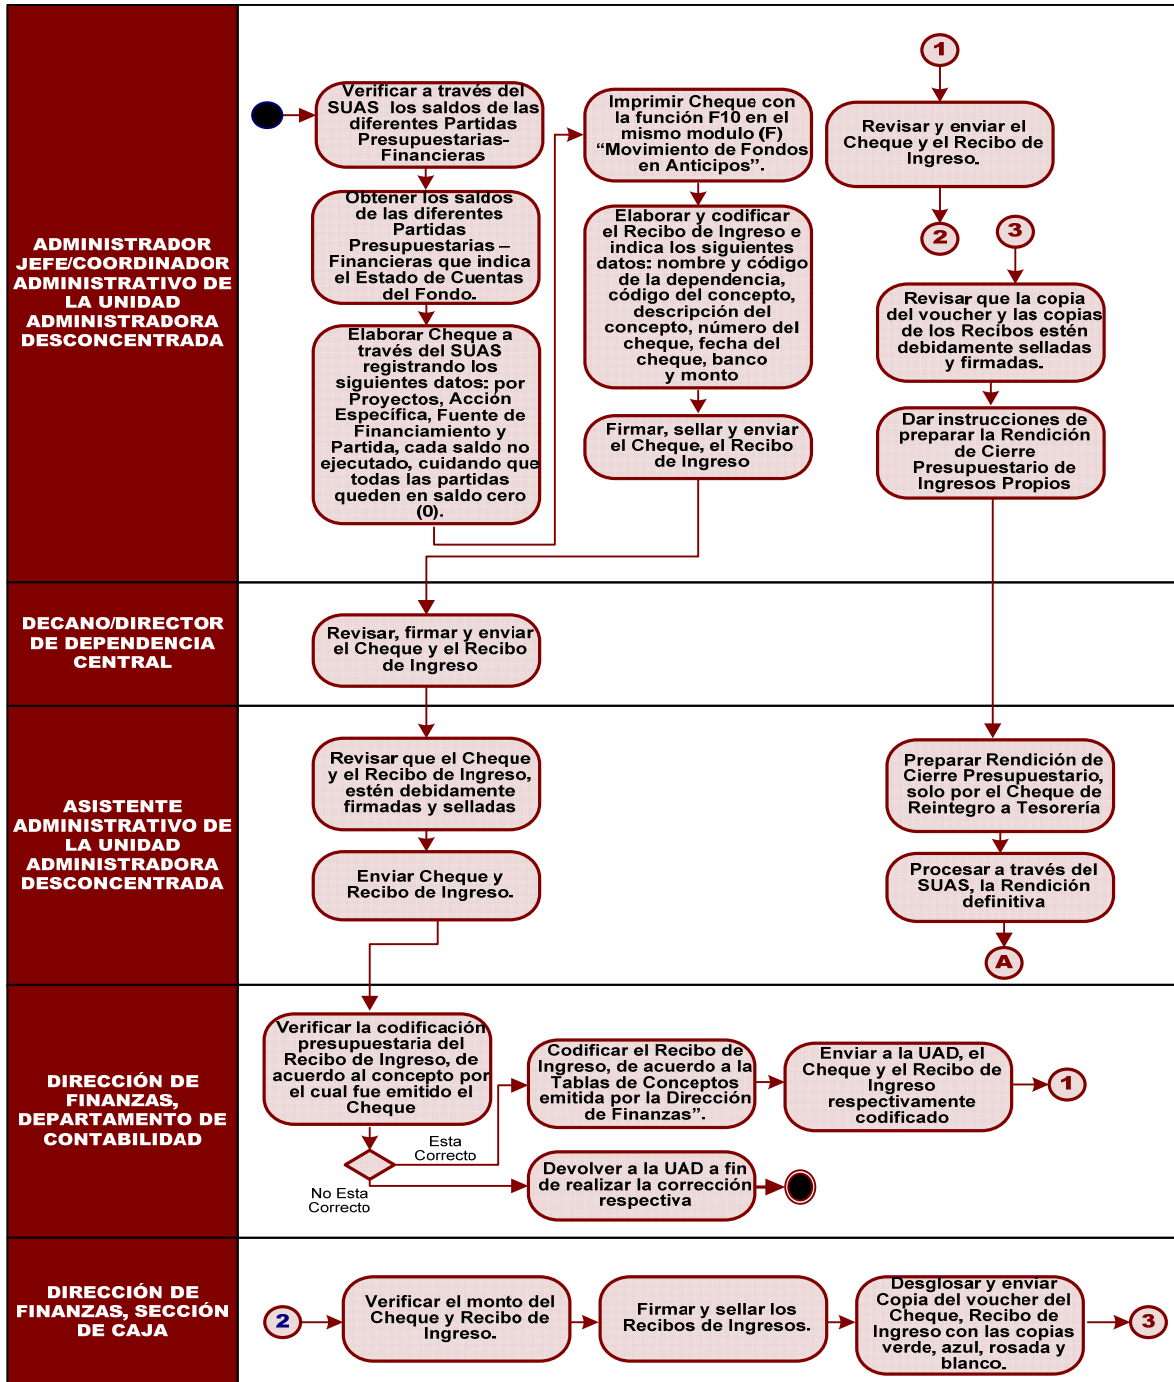 ADMINISTRADOR
JEFE/COORDINADOR
ADMINISTRATIVO DE
LA UNIDAD
ADMINISTRADORA
DESCONCENTRADA
Verificar a través del
SUAS los saldos de las
diferentes Partidas
Presupuestarias-
Financieras
Obtener los saldos
de las diferentes
Partidas
Presupuestarias –
Financieras que indica
el Estado de Cuentas
del Fondo.
Elaborar Cheque a
través del SUAS
registrando los
siguientes datos: por
Proyectos, Acción
Específica, Fuente de
Financiamiento y
Partida, cada saldo no
ejecutado, cuidando que
todas las partidas
queden en saldo cero
(0).
Imprimir Cheque con
la función F10 en el
mismo modulo (F)
“Movimiento de Fondos
en Anticipos”.
Elaborar y codificar
el Recibo de Ingreso e
indica los siguientes
datos: nombre y código
de la dependencia,
código del concepto,
descripción del
concepto, número del
cheque, fecha del
cheque, banco
y monto
Firmar, sellar y enviar
el Cheque, el Recibo
de Ingreso
1
Revisar y enviar el
Cheque y el Recibo de
Ingreso.
2
3
Revisar que la copia
del voucher y las copias
de los Recibos estén
debidamente selladas
y firmadas.
Dar instrucciones de
preparar la Rendición
de Cierre
Presupuestario de
Ingresos Propios
DECANO/DIRECTOR
DE DEPENDENCIA
CENTRAL
Revisar, firmar y enviar
el Cheque y el Recibo
de Ingreso
ASISTENTE
ADMINISTRATIVO DE
LA UNIDAD
ADMINISTRADORA
DESCONCENTRADA
Revisar que el Cheque
y el Recibo de Ingreso,
estén debidamente
firmadas y selladas
Enviar Cheque y
Recibo de Ingreso.
Preparar Rendición de
Cierre Presupuestario,
solo por el Cheque de
Reintegro a Tesorería
Procesar a través del
SUAS, la Rendición
definitiva
A
DIRECCIÓN DE
FINANZAS,
DEPARTAMENTO DE
CONTABILIDAD
Verificar la codificación
presupuestaria del
Recibo de Ingreso, de
acuerdo al concepto por
el cual fue emitido el
Cheque
Esta
Correcto
No Esta
Correcto
Codificar el Recibo de
Ingreso, de acuerdo a la
Tablas de Conceptos
emitida por la Dirección
de Finanzas”.
Enviar a la UAD, el
Cheque y el Recibo de
Ingreso
respectivamente
codificado
1
Devolver a la UAD a fin
de realizar la corrección
respectiva
DIRECCIÓN DE
FINANZAS, SECCIÓN
DE CAJA
2
Verificar el monto del
Cheque y Recibo de
Ingreso.
Firmar y sellar los
Recibos de Ingresos.
Desglosar y enviar
Copia del voucher del
Cheque, Recibo de
Ingreso con las copias
verde, azul, rosada y
blanco.
3